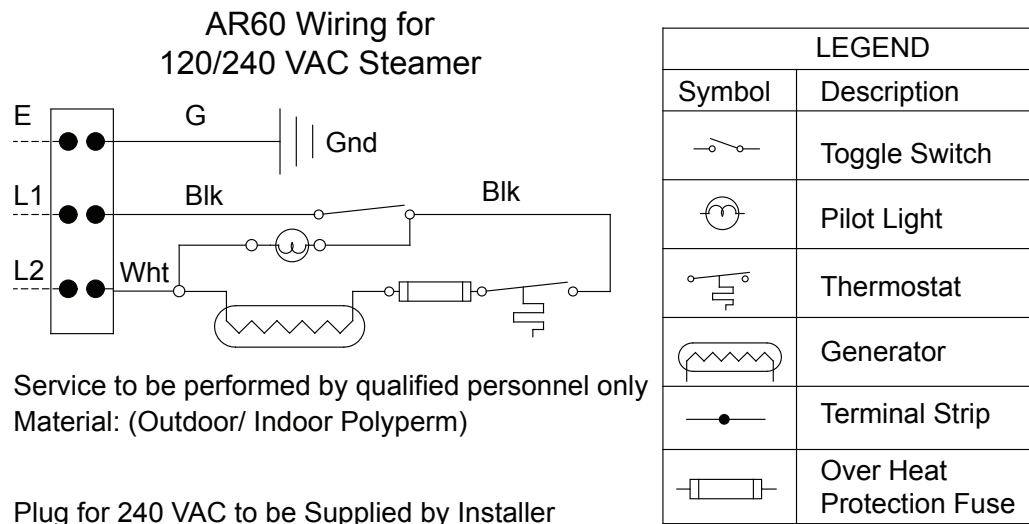 AR60 Wiring for
120/240 VAC Steamer
E
G
Gnd
L1
Blk
Blk
L2
Wht
Service to be performed by qualified personnel only
Material: (Outdoor/ Indoor Polyperm)
Plug for 240 VAC to be Supplied by Installer
LEGEND
Symbol Description
Toggle Switch
Pilot Light
Thermostat
Generator
Terminal Strip
Over Heat
Protection Fuse